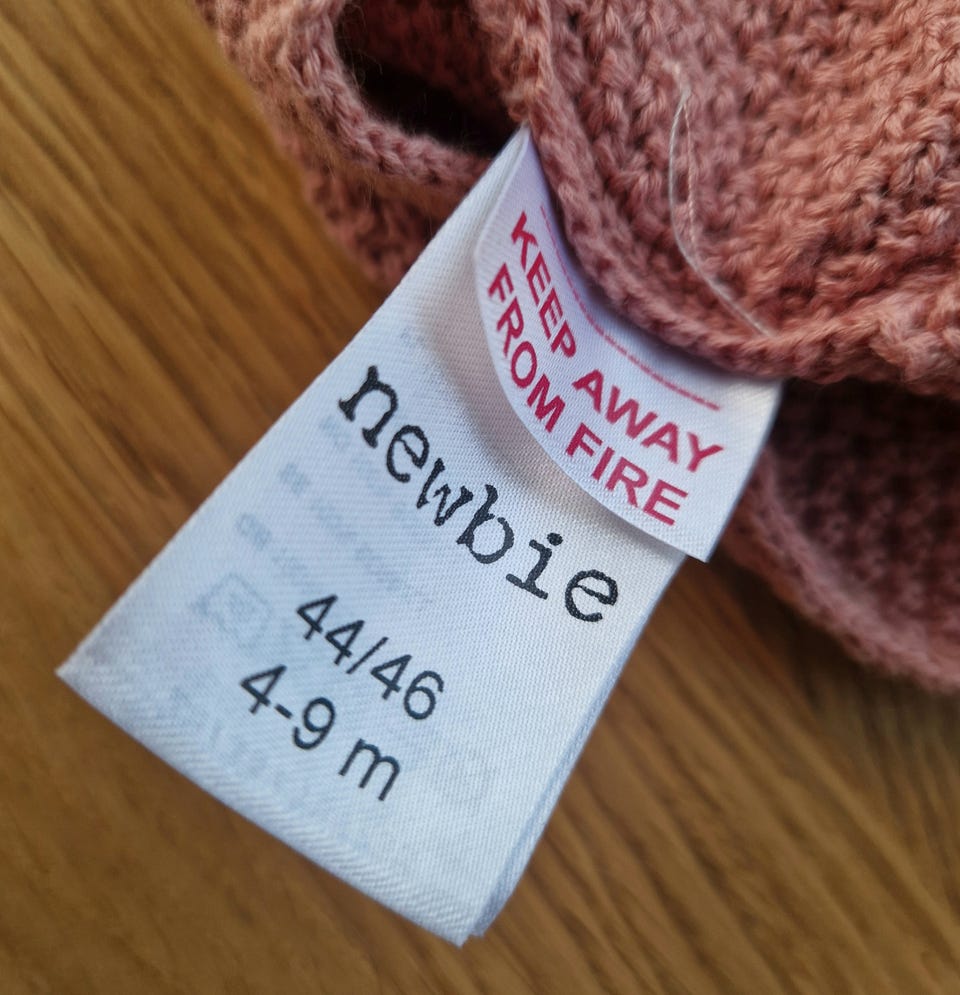 KEEP AWAY
FROM FIRE
newbie
44/46
4-9 m